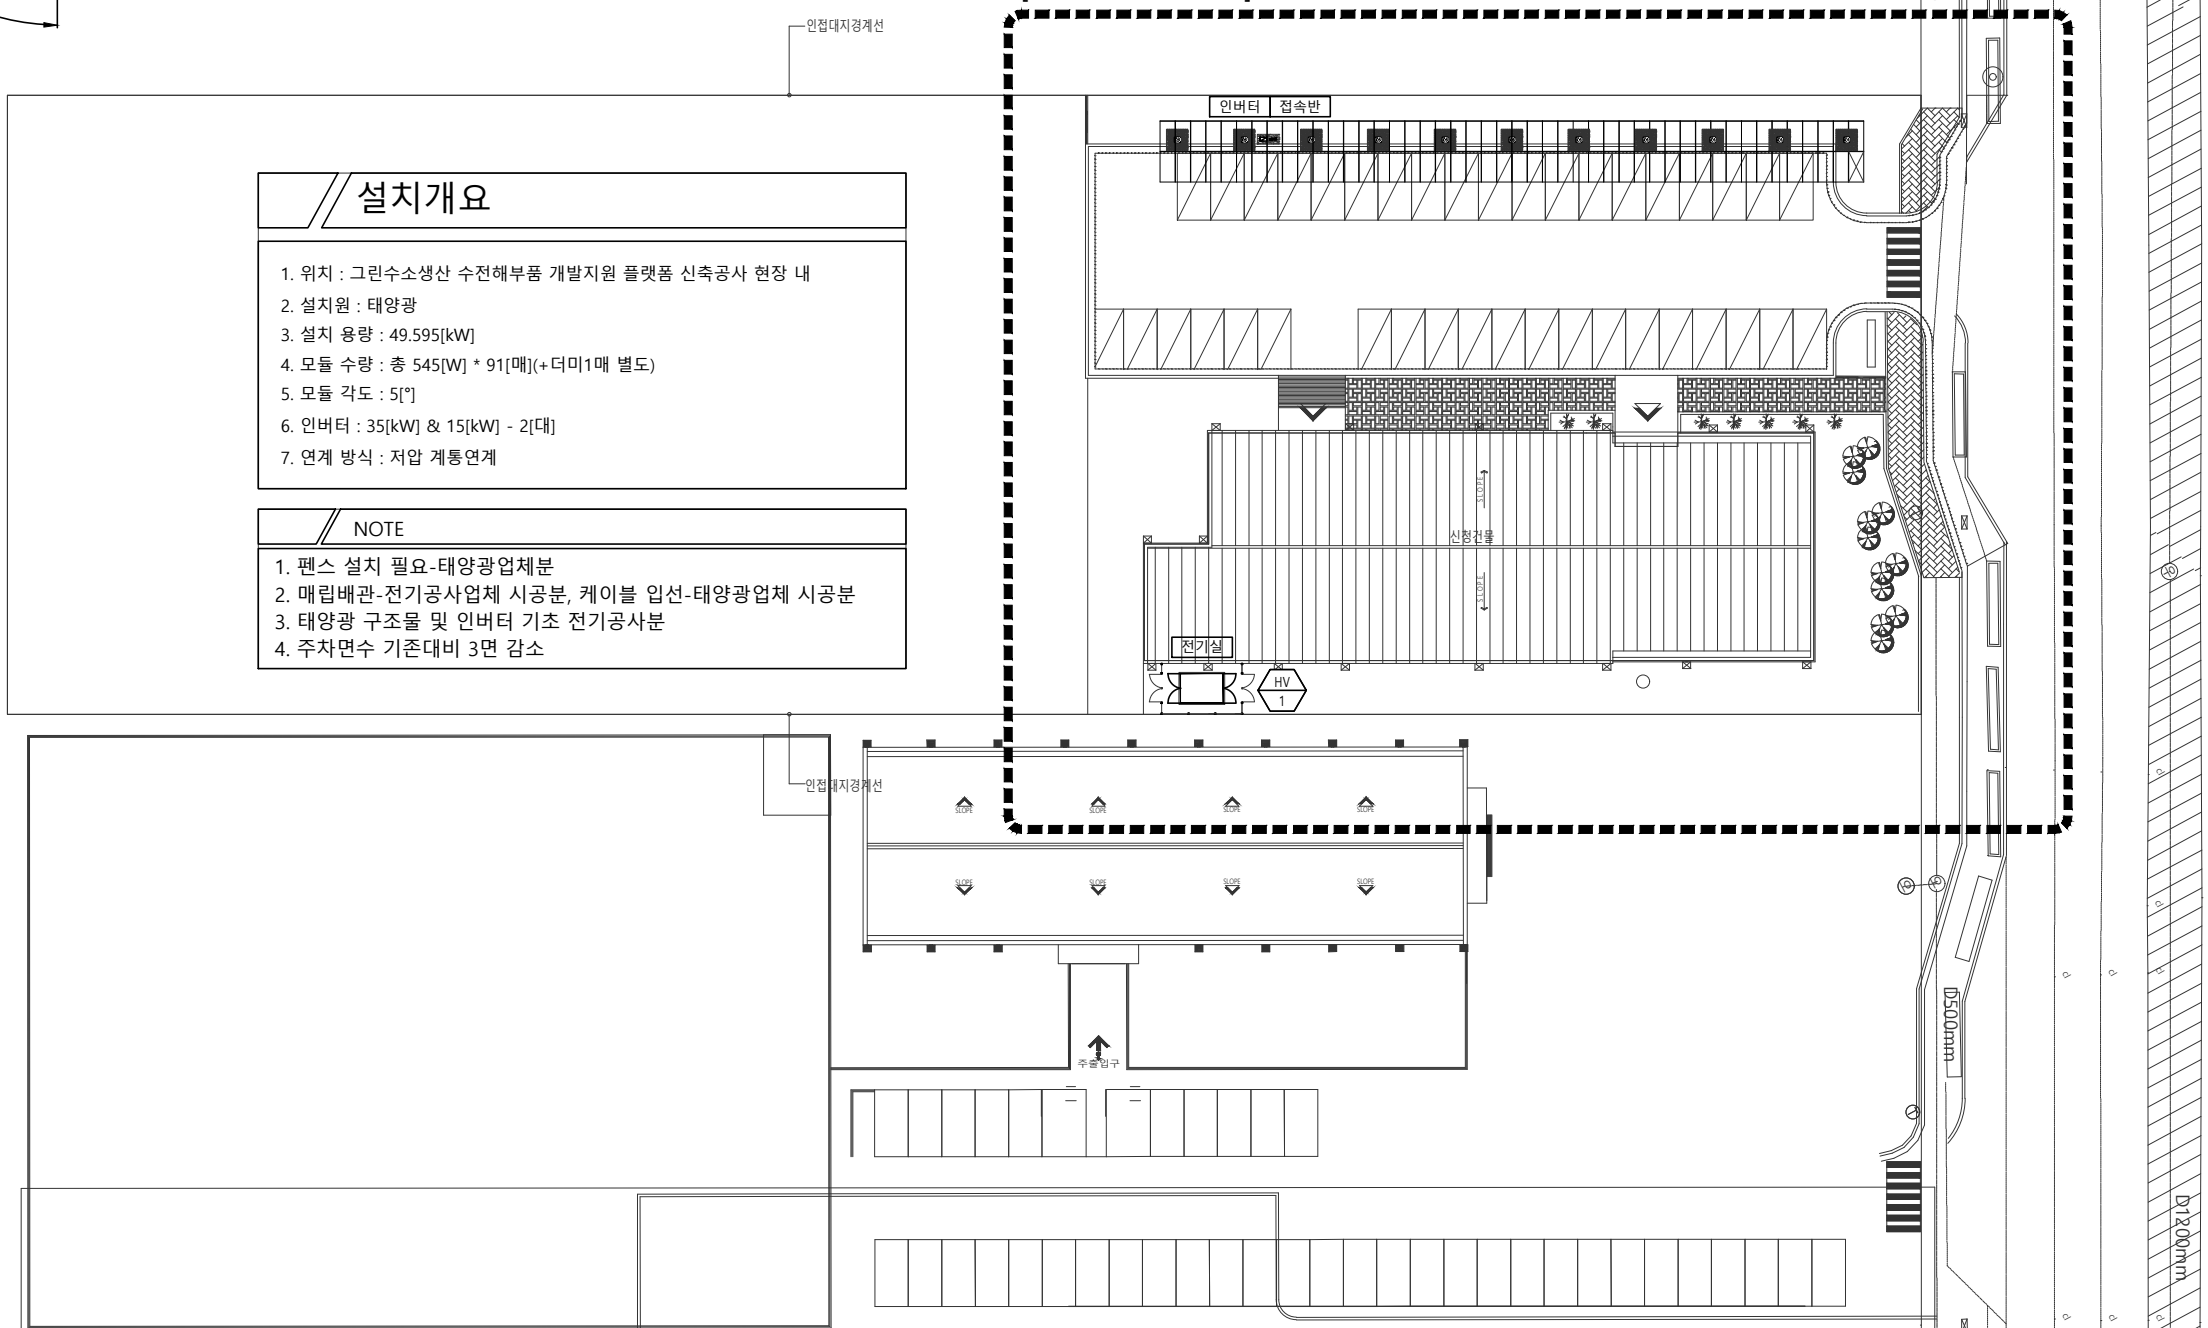 인접대지경계선
인버터 접속반
설치개요
1. 위치 : 그린수소생산 수전해부품 개발지원 플랫폼 신축공사 현장 내
2. 설치원 : 태양광
3. 설치 용량 : 49.595[kW]
4. 모듈 수량 : 총 545[W] * 91[매](+더미1매 별도)
5. 모듈 각도 : 5[°]
6. 인버터 : 35[kW] & 15[kW] - 2[대]
7. 연계 방식 : 저압 계통연계
NOTE
1. 펜스 설치 필요-태양광업체분
2. 매립배관-전기공사업체 시공분, 케이블 입선-태양광업체 시공분
3. 태양광 구조물 및 인버터 기초 전기공사분
4. 주차면수 기존대비 3면 감소
SLOPE
신청건물
SLOPE
전기실
HV
1
인접대지경계선
SLOPE SLOPE SLOPE SLOPE
SLOPE SLOPE SLOPE SLOPE
주출입구
D500mm
D1200mm